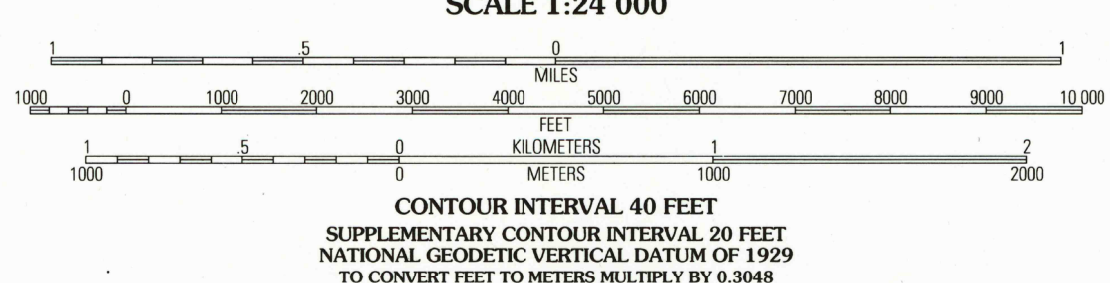 SCALE 1:24 000
1 .5 0 1
MILES
1000 0 1000 2000 3000 4000 5000 6000 7000 8000 9000 10 000
FEET
1 .5 0 KILOMETERS 1 2
1000 0 METERS 1000 2000
CONTOUR INTERVAL 40 FEET
SUPPLEMENTARY CONTOUR INTERVAL 20 FEET
NATIONAL GEODETIC VERTICAL DATUM OF 1929
TO CONVERT FEET TO METERS MULTIPLY BY 0.3048